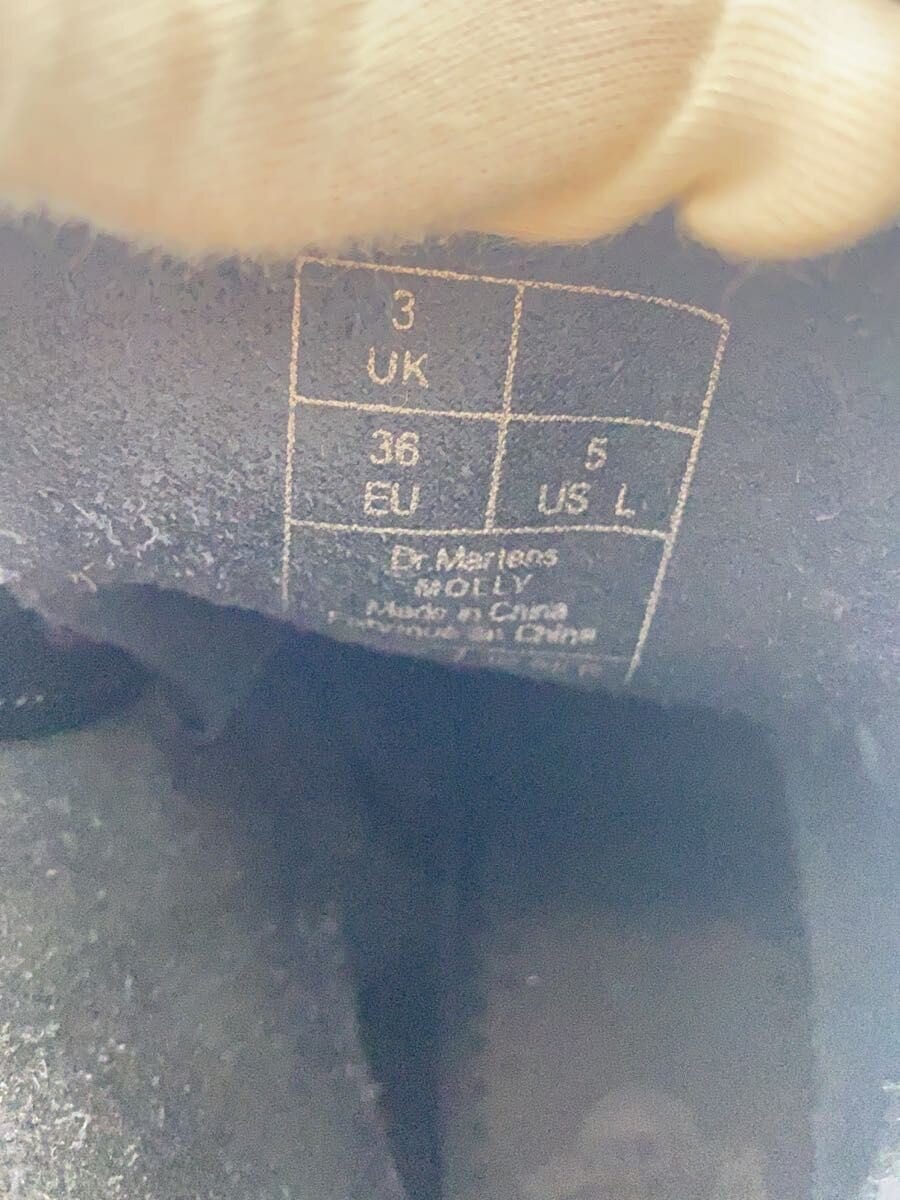 3
UK
36
EU
5
US L
Dr.Martens
MOLLY
Made in China
Fabriqué en Chine